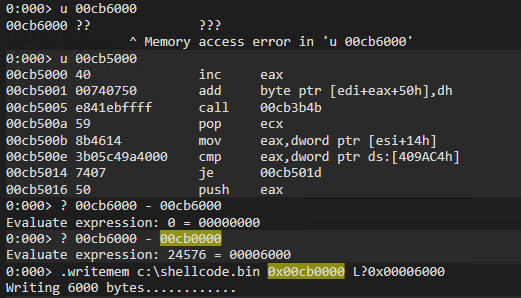 0:000> u 00cb6000
00cb6000 ?? ???
^ Memory access error in 'u 00cb6000'
0:000> u 00cb5000
00cb5000 40 inc eax
00cb5001 00740750 add byte ptr [edi+eax+50h],dh
00cb5005 e841ebffff call 00cb3b4b
00cb500a 59 pop ecx
00cb500b 8b4614 mov eax,dword ptr [esi+14h]
00cb500e 3b05c49a4000 cmp eax,dword ptr ds:[409AC4h]
00cb5014 7407 je 00cb501d
00cb5016 50 push eax
0:000> ? 00cb6000 - 00cb6000
Evaluate expression: 0 = 00000000
0:000> ? 00cb6000 - 00cb0000
Evaluate expression: 24576 = 00006000
0:000> .writemem c:\shellcode.bin 0x00cb0000 L?0x00006000
Writing 6000 bytes............